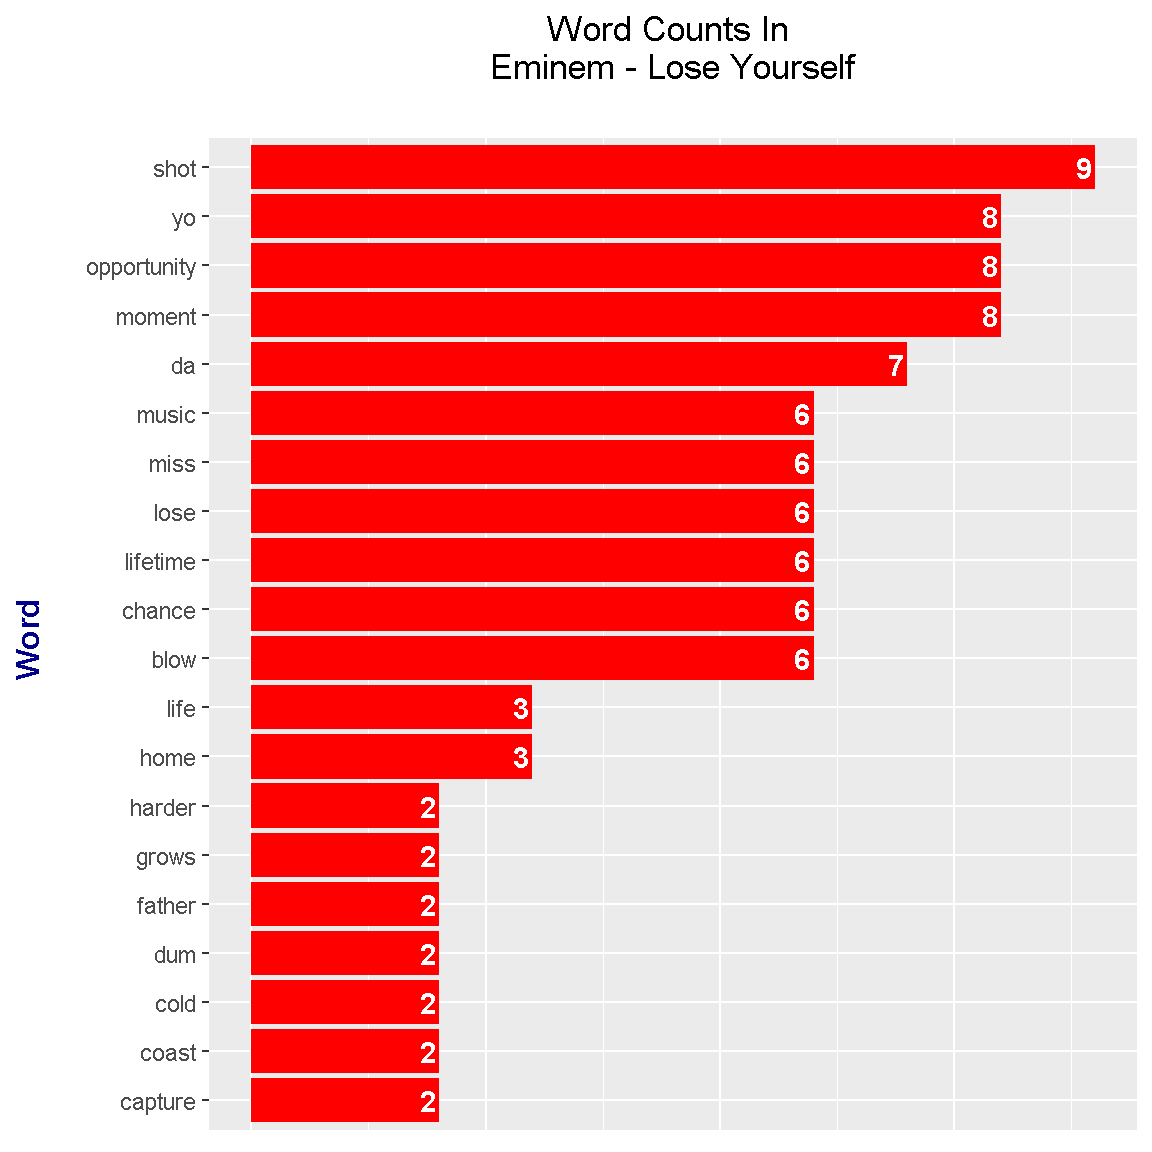 Word Counts In
Eminem - Lose Yourself
Word
shot 9
yo 8
opportunity 8
moment 8
da 7
music 6
miss 6
lose 6
lifetime 6
chance 6
blow 6
life 3
home 3
harder 2
grows 2
father 2
dum 2
cold 2
coast 2
capture 2